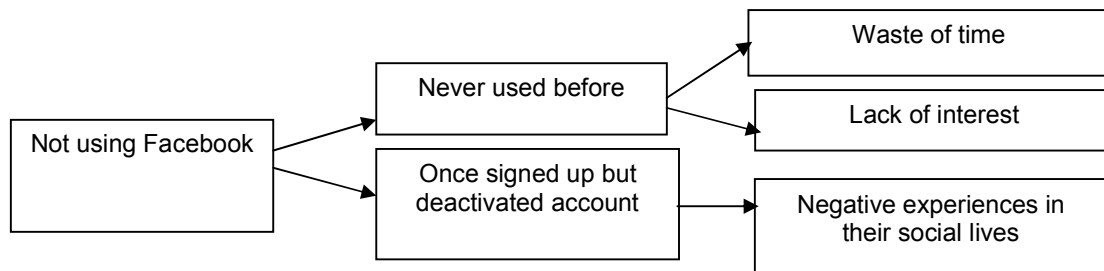 Not using Facebook
Never used before
Once signed up but
deactivated account
Waste of time
Lack of interest
Negative experiences in
their social lives